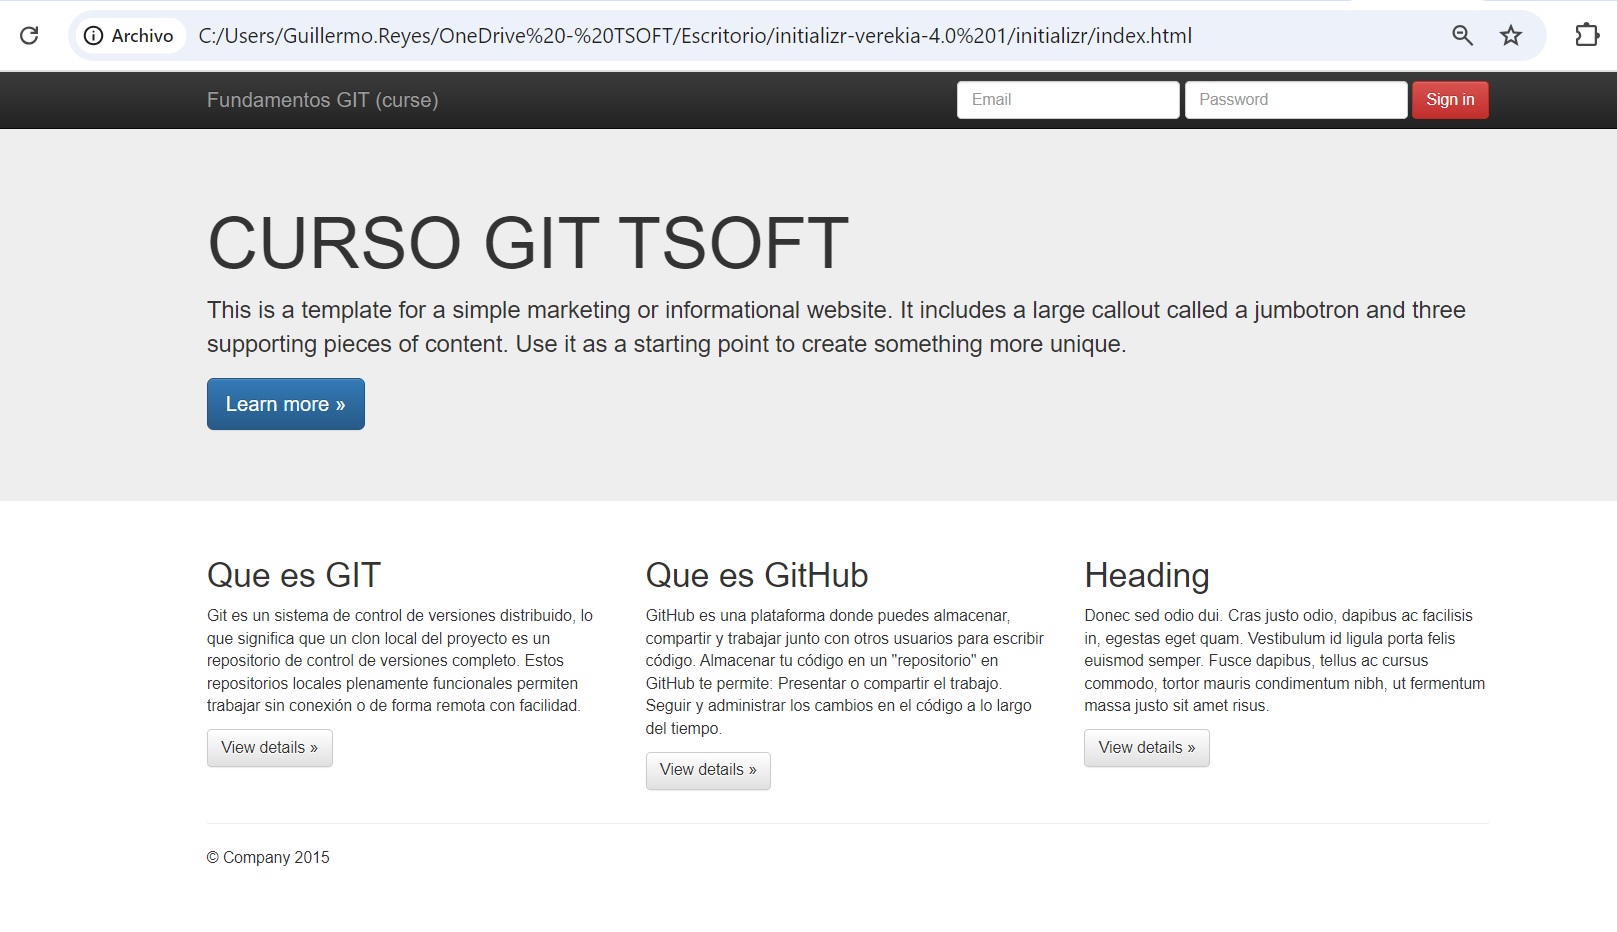 Archivo C:/Users/Guillermo.Reyes/OneDrive%20-%20TSOFT/Escritorio/initializr-verekia-4.0%201/initializr/index.html
Fundamentos GIT (curse) Email Password Sign in
CURSO GIT TSOFT
This is a template for a simple marketing or informational website. It includes a large callout called a jumbotron and three
supporting pieces of content. Use it as a starting point to create something more unique.
Learn more »
Que es GIT
Git es un sistema de control de versiones distribuido, lo
que significa que un clon local del proyecto es un
repositorio de control de versiones completo. Estos
repositorios locales plenamente funcionales permiten
trabajar sin conexión o de forma remota con facilidad.
View details »
Que es GitHub
GitHub es una plataforma donde puedes almacenar,
compartir y trabajar junto con otros usuarios para escribir
código. Almacenar tu código en un "repositorio" en
GitHub te permite: Presentar o compartir el trabajo.
Seguir y administrar los cambios en el código a lo largo
del tiempo.
View details »
Heading
Donec sed odio dui. Cras justo odio, dapibus ac facilisis
in, egestas eget quam. Vestibulum id ligula porta felis
euismod semper. Fusce dapibus, tellus ac cursus
commodo, tortor mauris condimentum nibh, ut fermentum
massa justo sit amet risus.
View details »
© Company 2015